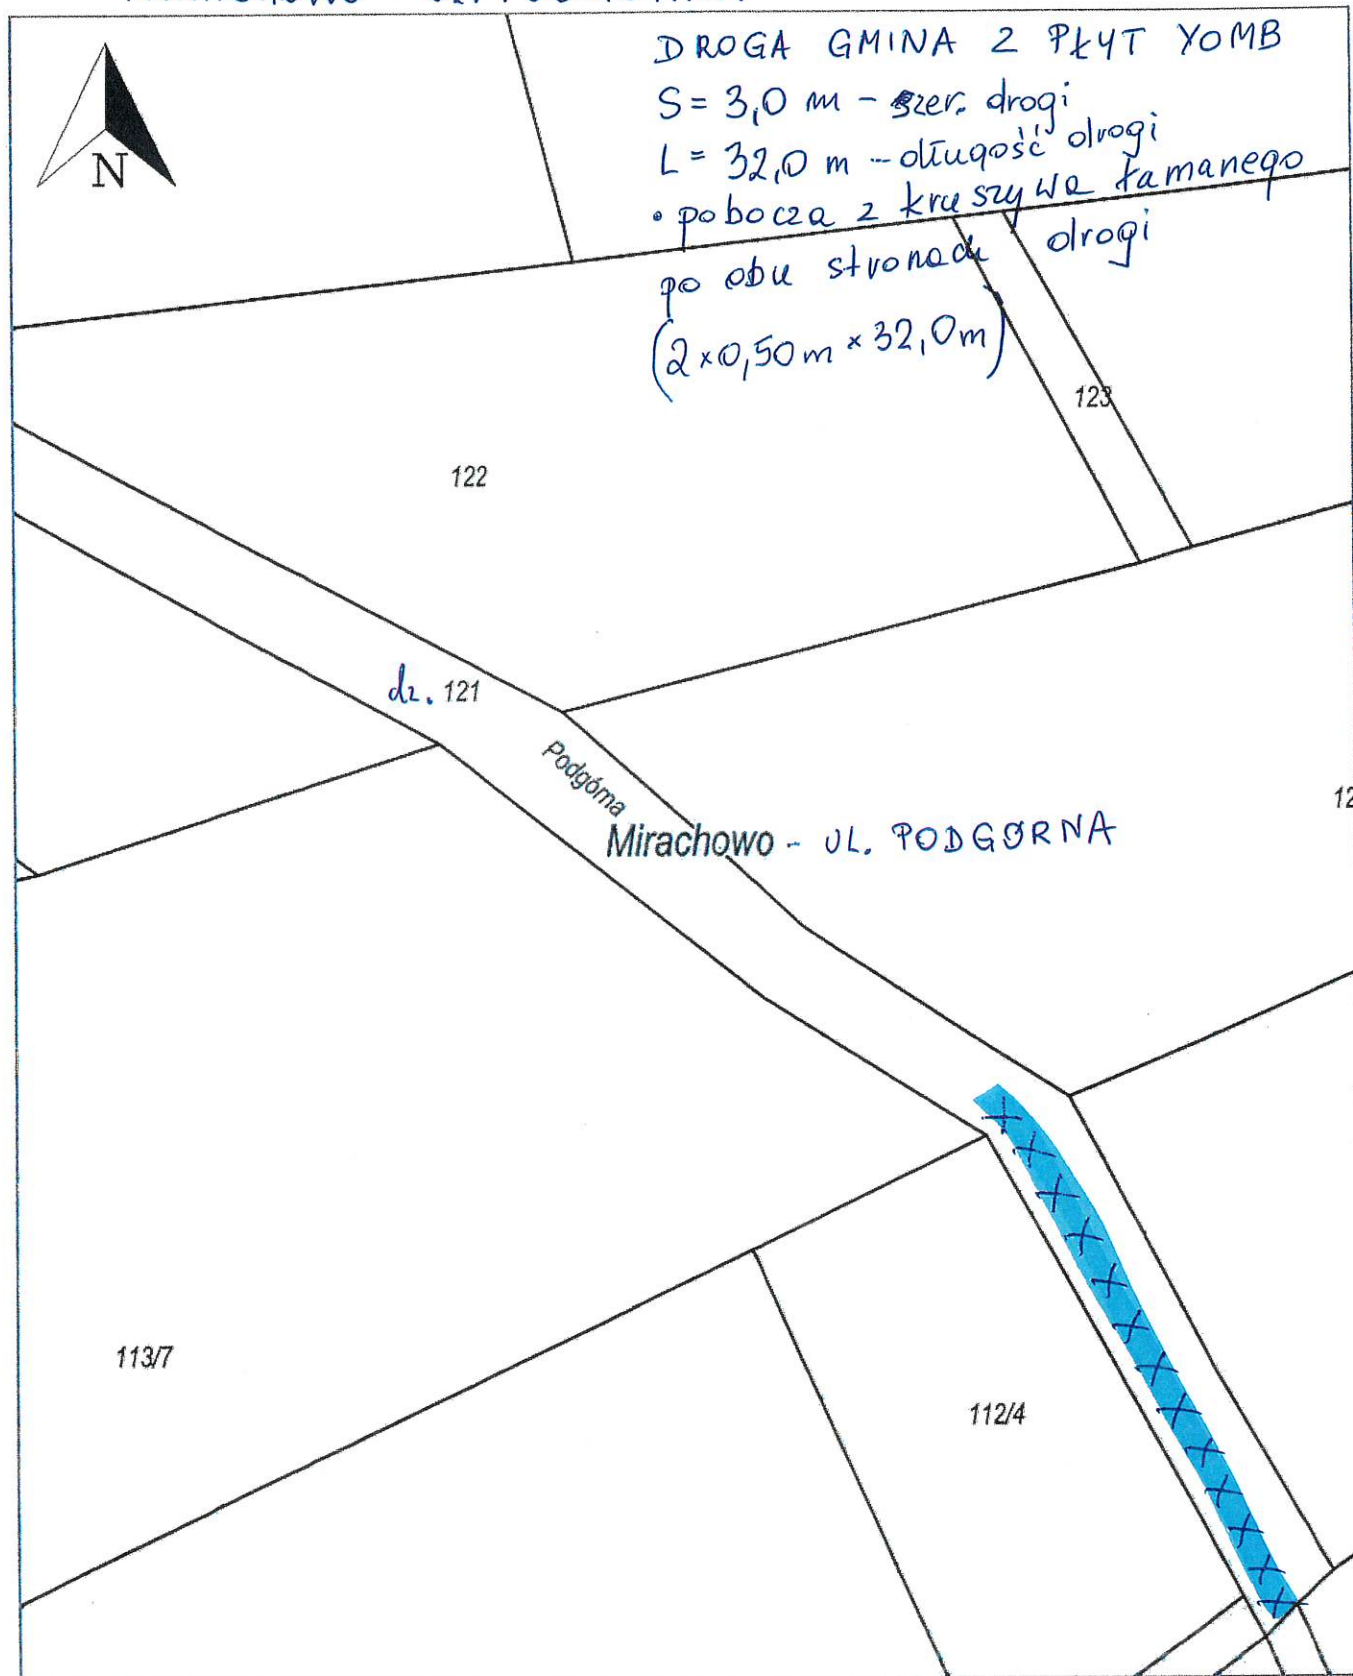 DROGA GMINA Z PŁYT YOMB
S = 3,0 m - szer. drogi
L = 32,0 m - długość drogi
• pobocza z kruszywa łamanego
po obu stronach drogi
(2 × 0,50 m × 32,0 m)
N
123
122
dz. 121
Podgórna
12
Mirachowo - UL. PODGÓRNA
113/7
112/4